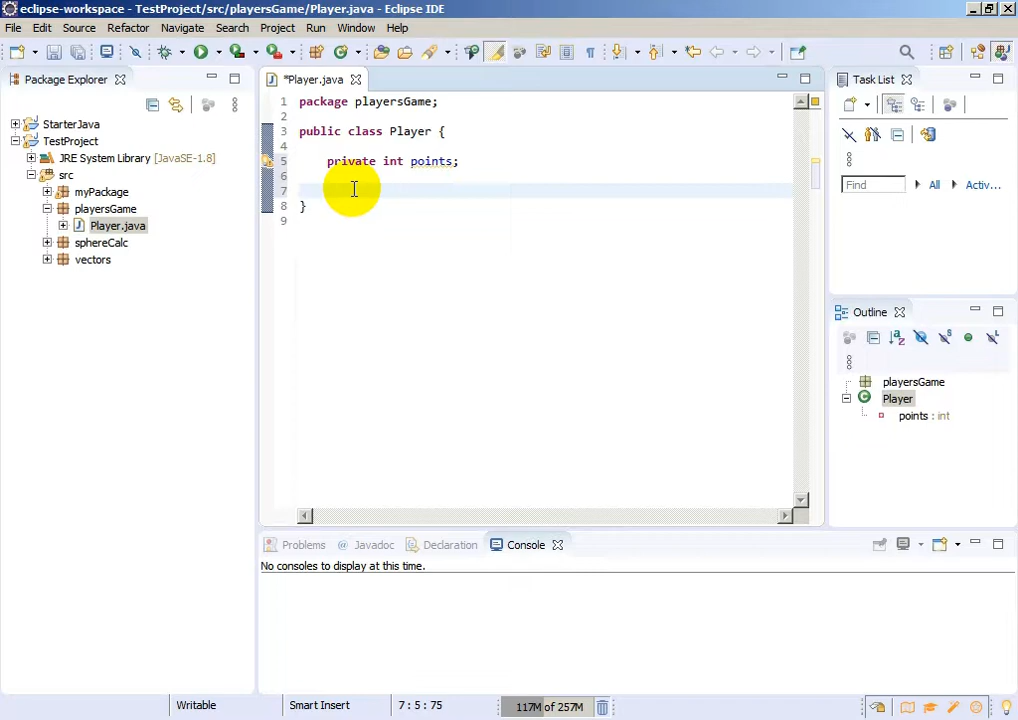 eclipse-workspace - TestProject/src/playersGame/Player.java - Eclipse IDE
File Edit Source Refactor Navigate Search Project Run Window Help
Package Explorer
StarterJava
TestProject
JRE System Library [JavaSE-1.8]
src
myPackage
playersGame
Player.java
sphereCalc
vectors
*Player.java
1 package playersGame;
2
3 public class Player {
4
5 private int points;
6
7
8 }
9
Task List
Find All Activ...
Outline
playersGame
Player
points : int
Problems Javadoc Declaration Console
No consoles to display at this time.
Writable Smart Insert 7 : 5 : 75 117M of 257M